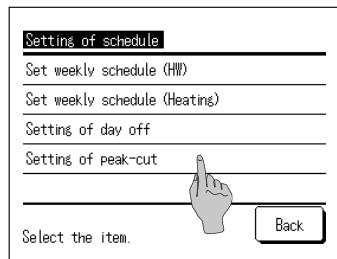 Setting of schedule
Set weekly schedule (HW)
Set weekly schedule (Heating)
Setting of day off
Setting of peak-cut
Select the item.
Back